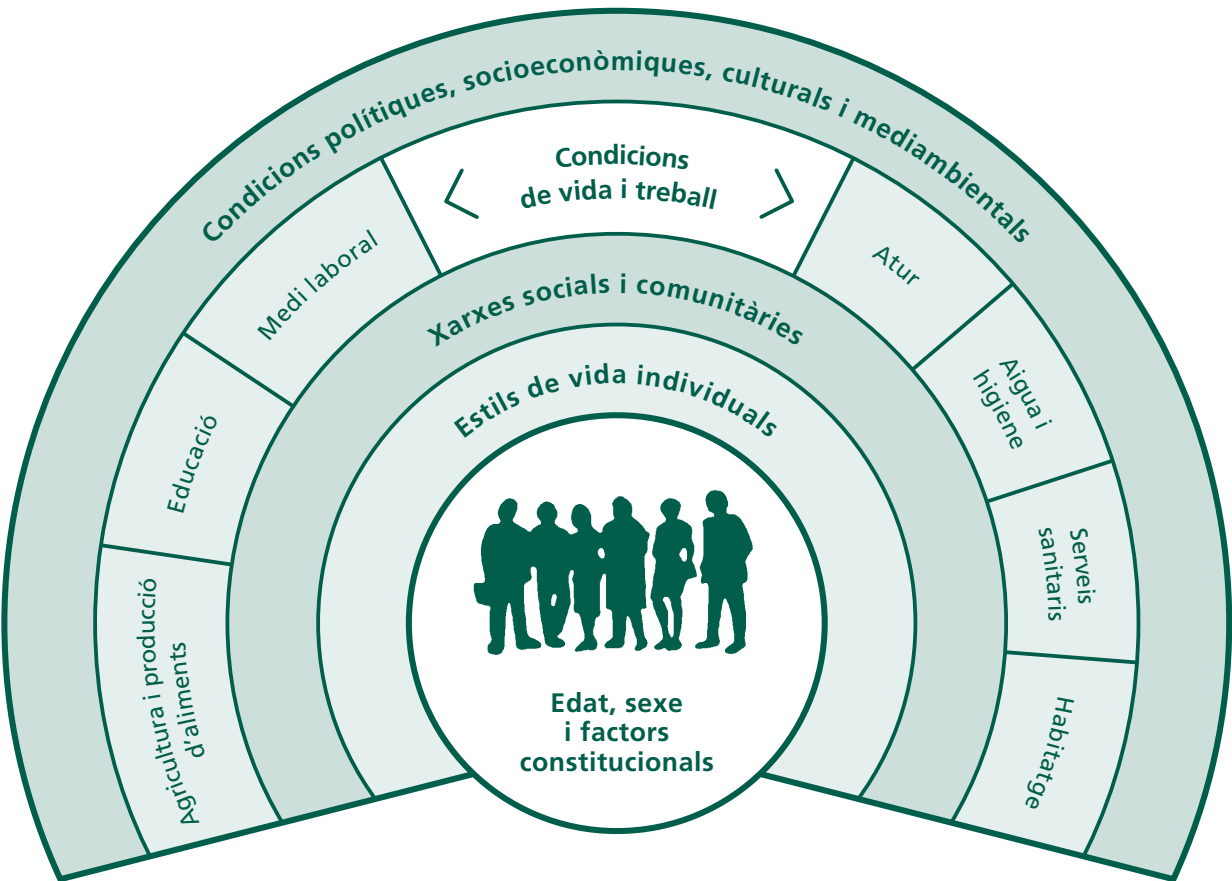 Condicions polítiques, socioeconòmiques, culturals i mediambientals
Condicions
de vida i treball
Agricultura i producció
d'aliments
Educació
Medi laboral
Atur
Aigua i
higiene
Serveis
sanitaris
Habitatge
Xarxes socials i comunitàries
Estils de vida individuals
Edat, sexe
i factors
constitucionals